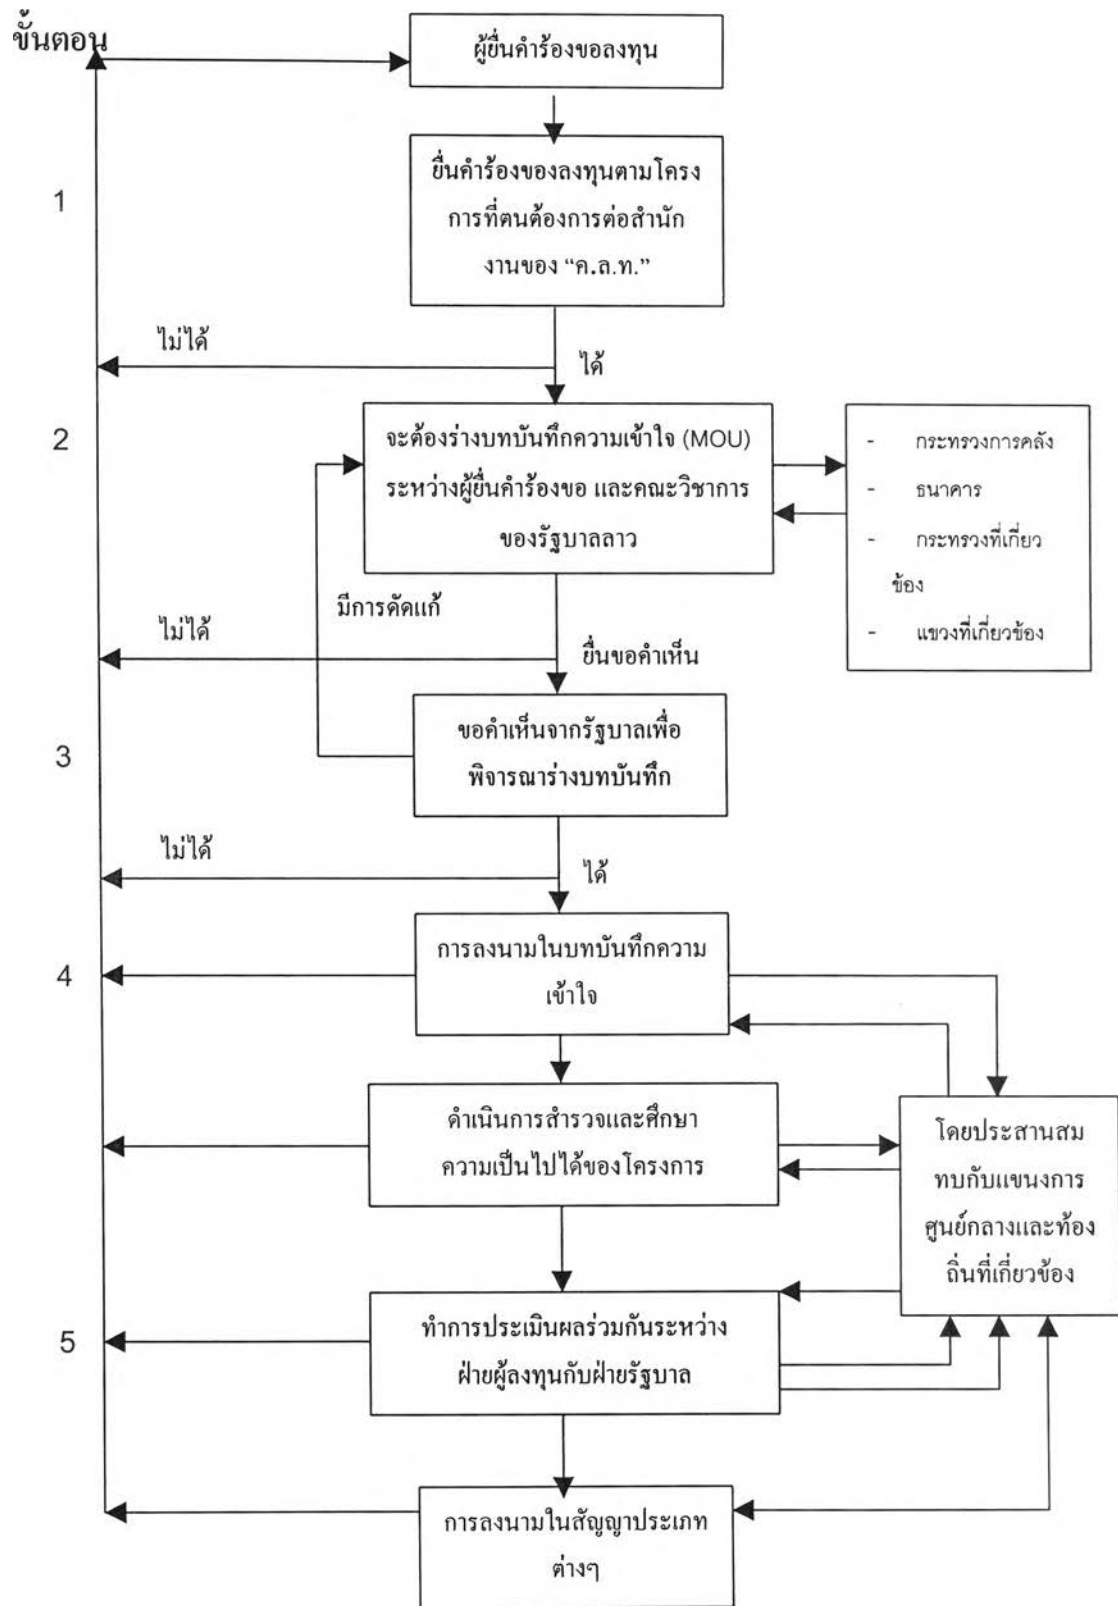 ขั้นตอน
ผู้ยื่นคำร้องขอลงทุน
1
ยื่นคำร้องของลงทุนตามโครง
การที่ตนต้องการต่อสำนัก
งานของ “ค.ล.ท.”
ไม่ได้
ได้
2
จะต้องร่างบทบันทึกความเข้าใจ (MOU)
ระหว่างผู้ยื่นคำร้องขอ และคณะวิชาการ
ของรัฐบาลลาว
- กระทรวงการคลัง
- ธนาคาร
- กระทรวงที่เกี่ยว
ข้อง
- แขวงที่เกี่ยวข้อง
มีการดัดแก้
ไม่ได้
ยื่นขอคำเห็น
3
ขอคำเห็นจากรัฐบาลเพื่อ
พิจารณาร่างบทบันทึก
ไม่ได้
ได้
4
การลงนามในบทบันทึกความ
เข้าใจ
ดำเนินการสำรวจและศึกษา
ความเป็นไปได้ของโครงการ
โดยประสานสม
ทบกับแขนงการ
ศูนย์กลางและท้อง
ถิ่นที่เกี่ยวข้อง
5
ทำการประเมินผลร่วมกันระหว่าง
ฝ่ายผู้ลงทุนกับฝ่ายรัฐบาล
การลงนามในสัญญาประเภท
ต่างๆ